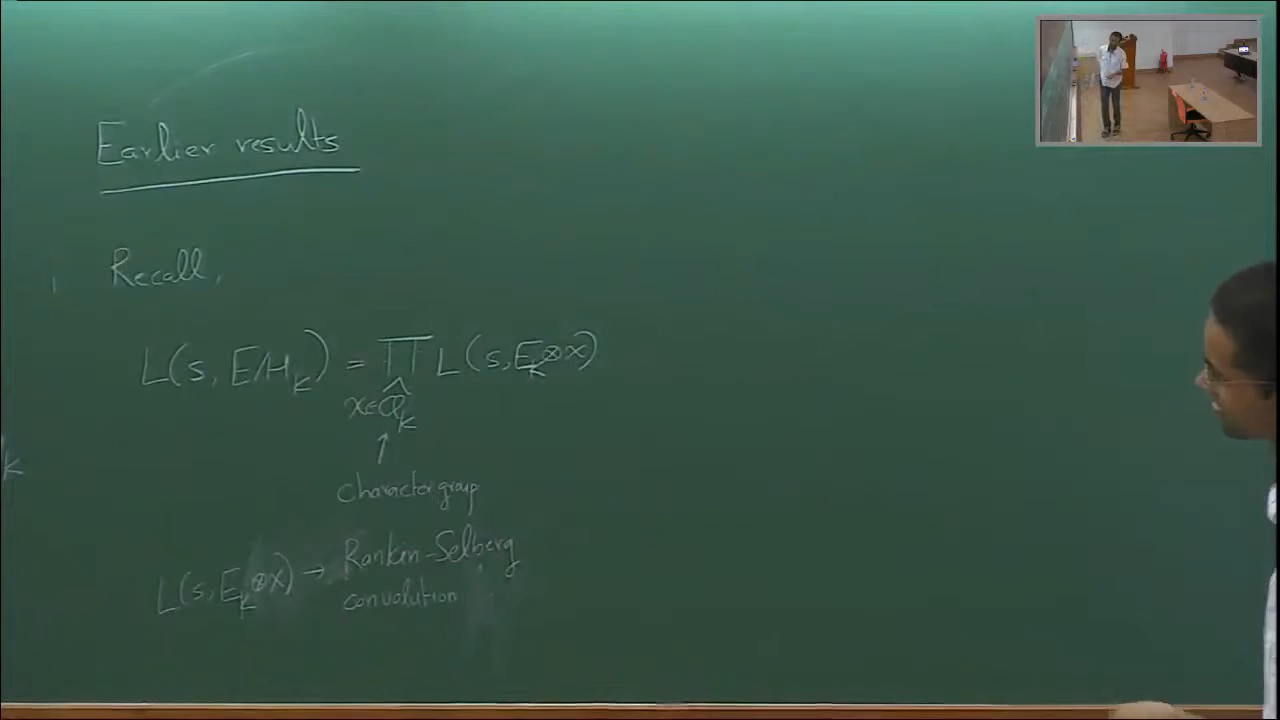 Earlier results
Recall,
L(s, E/H_K) = ∏ L(s, E_K⊗χ)
χ∈Ĉl_K
↑
character group
L(s, E_K⊗χ) → Rankin-Selberg
convolution
K